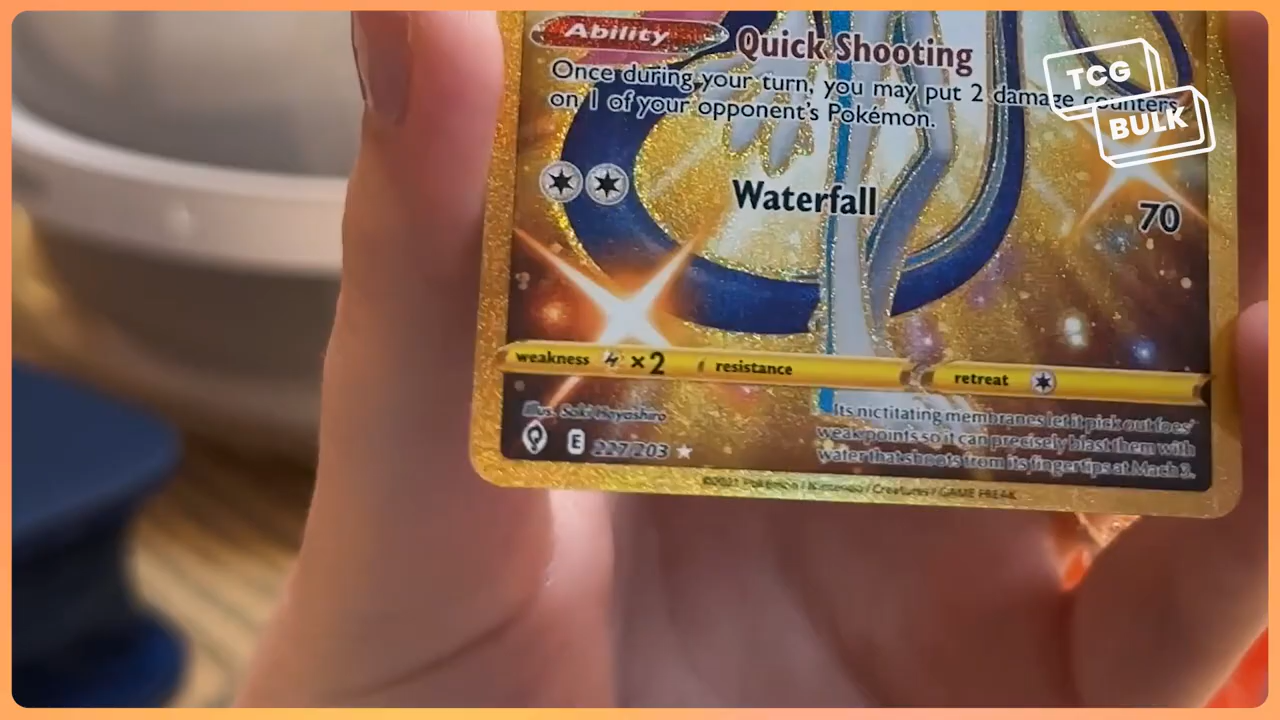 Ability
Quick Shooting
Once during your turn, you may put 2 damage counters
on 1 of your opponent's Pokémon.
Waterfall
70
weakness ×2 resistance retreat
Illus. Saki Hayashiro
E 227/203
Its nictitating membranes let it pick out foes'
weak points so it can precisely blast them with
water that shoots from its fingertips at Mach 3.
©2021 Pokémon / Nintendo / Creatures / GAME FREAK
TCG
BULK